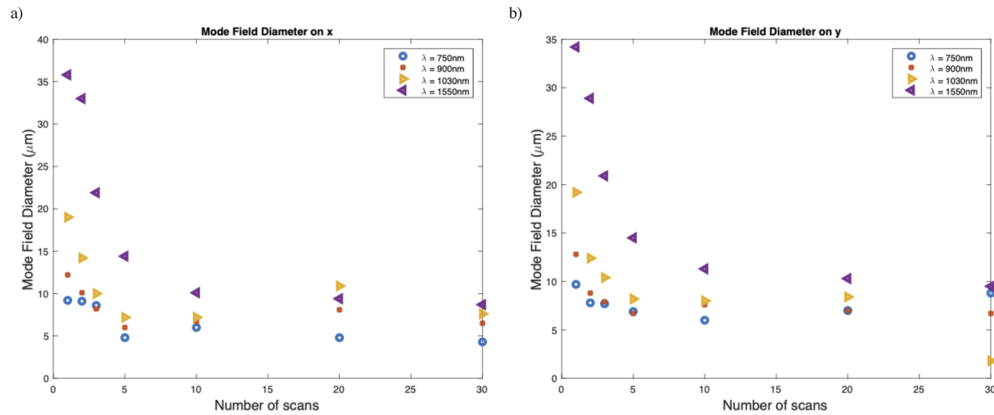 a)
Mode Field Diameter on x
40
35
30
25
20
15
10
5
0
Mode Field Diameter (μm)
0 5 10 15 20 25 30
Number of scans
λ = 750nm
λ = 900nm
λ = 1030nm
λ = 1550nm
b)
Mode Field Diameter on y
35
30
25
20
15
10
5
0
Mode Field Diameter (μm)
0 5 10 15 20 25 30
Number of scans
λ = 750nm
λ = 900nm
λ = 1030nm
λ = 1550nm